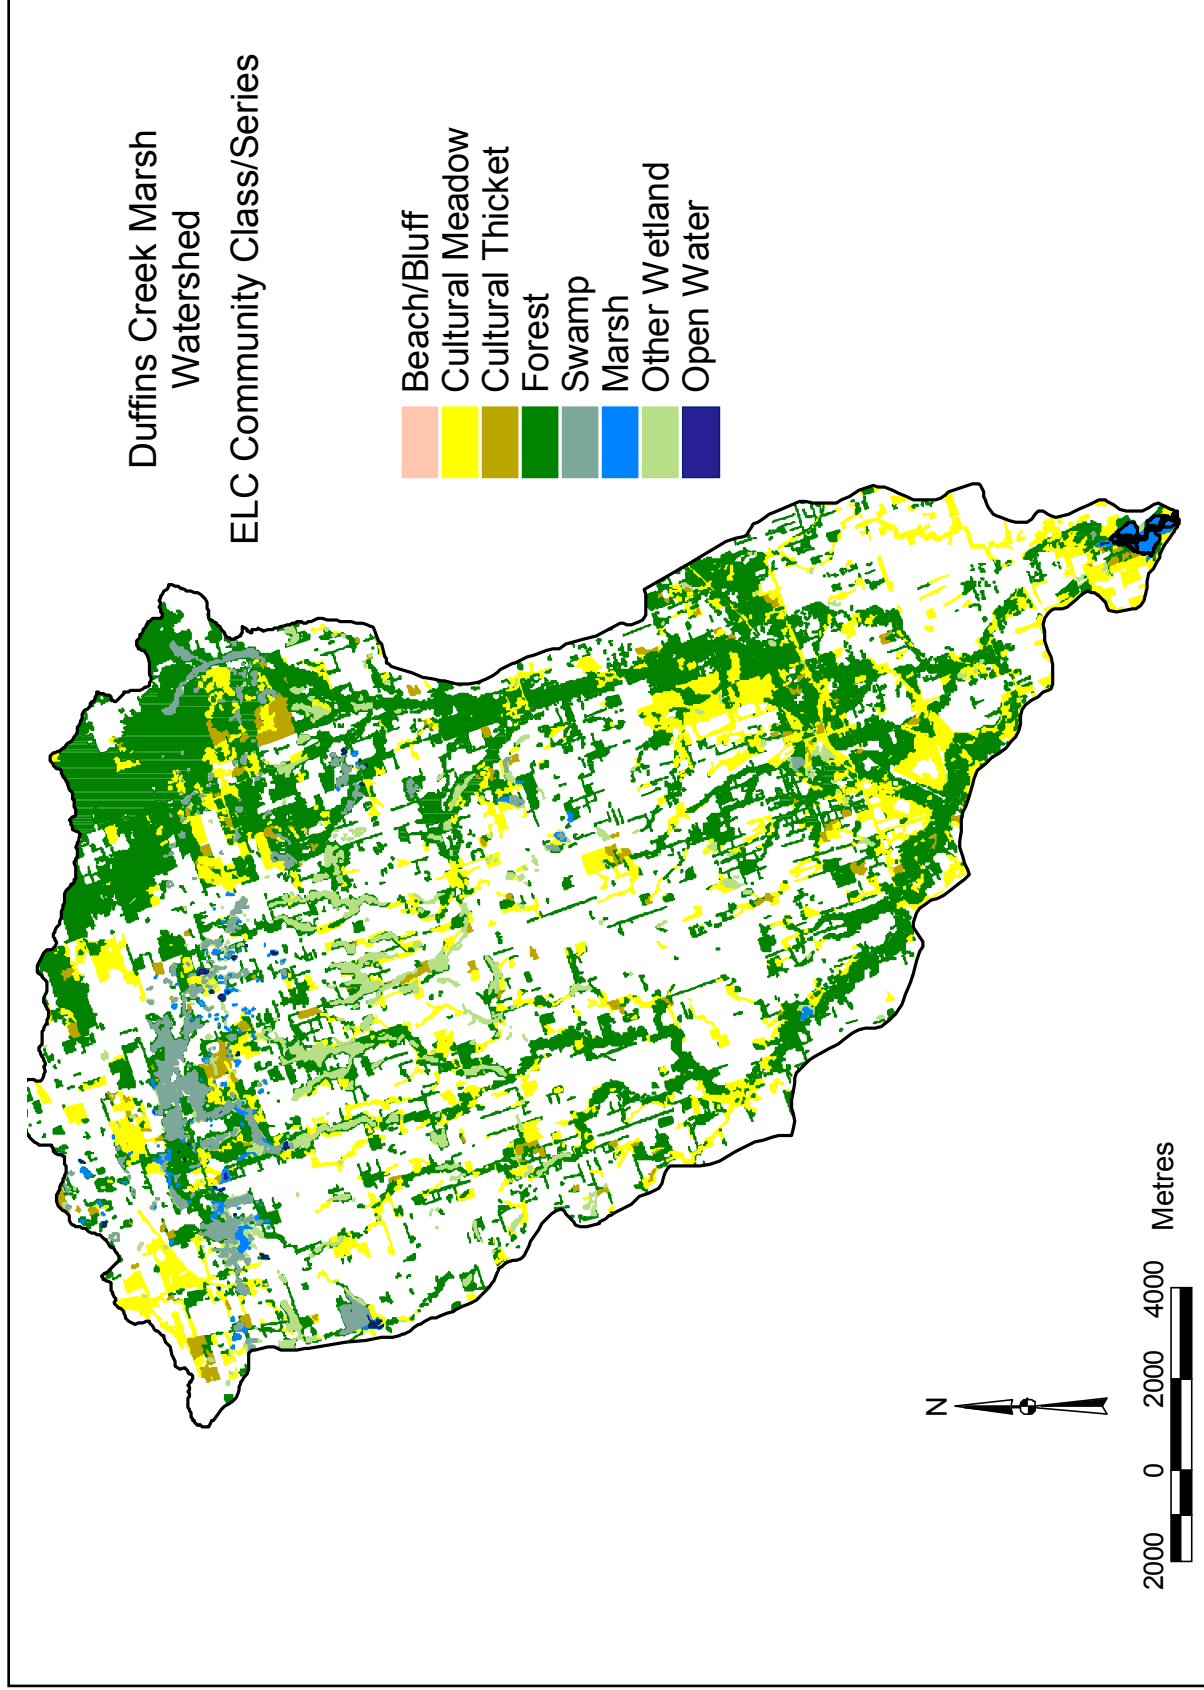 Duffins Creek Marsh
Watershed
ELC Community Class/Series
Beach/Bluff
Cultural Meadow
Cultural Thicket
Forest
Swamp
Marsh
Other Wetland
Open Water
N
2000 0 2000 4000 Metres